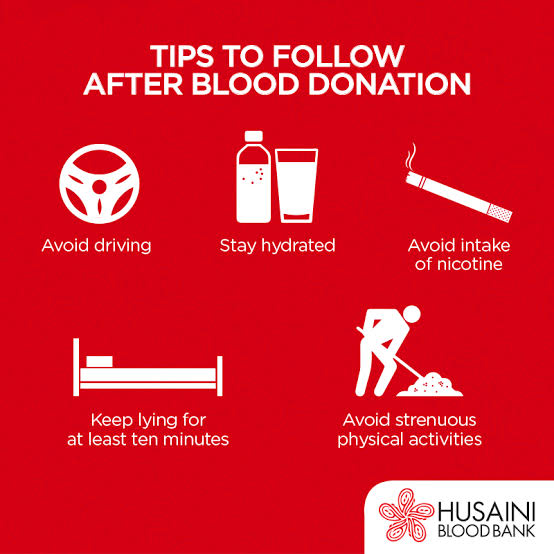 TIPS TO FOLLOW
AFTER BLOOD DONATION
Avoid driving
Stay hydrated
Avoid intake
of nicotine
Keep lying for
at least ten minutes
Avoid strenuous
physical activities
HUSAINI
BLOOD BANK